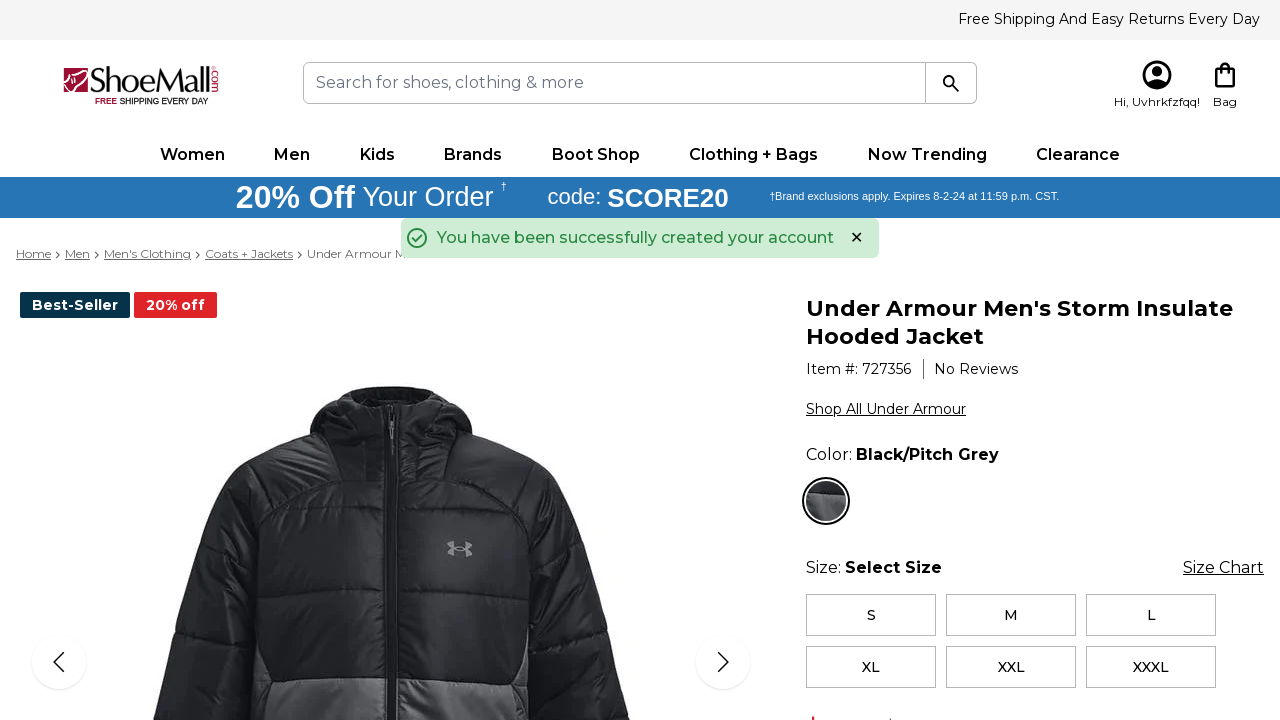 Free Shipping And Easy Returns Every Day
ShoeMall.com
FREE SHIPPING EVERY DAY
Search for shoes, clothing & more
Hi, Uvhrkfzfqq!
Bag
Women
Men
Kids
Brands
Boot Shop
Clothing + Bags
Now Trending
Clearance
20% Off Your Order †
code: SCORE20
†Brand exclusions apply. Expires 8-2-24 at 11:59 p.m. CST.
You have been successfully created your account
Home > Men > Men's Clothing > Coats + Jackets > Under Armour
Best-Seller
20% off
Under Armour Men's Storm Insulate
Hooded Jacket
Item #: 727356
No Reviews
Shop All Under Armour
Color: Black/Pitch Grey
Size: Select Size
Size Chart
S
M
L
XL
XXL
XXXL